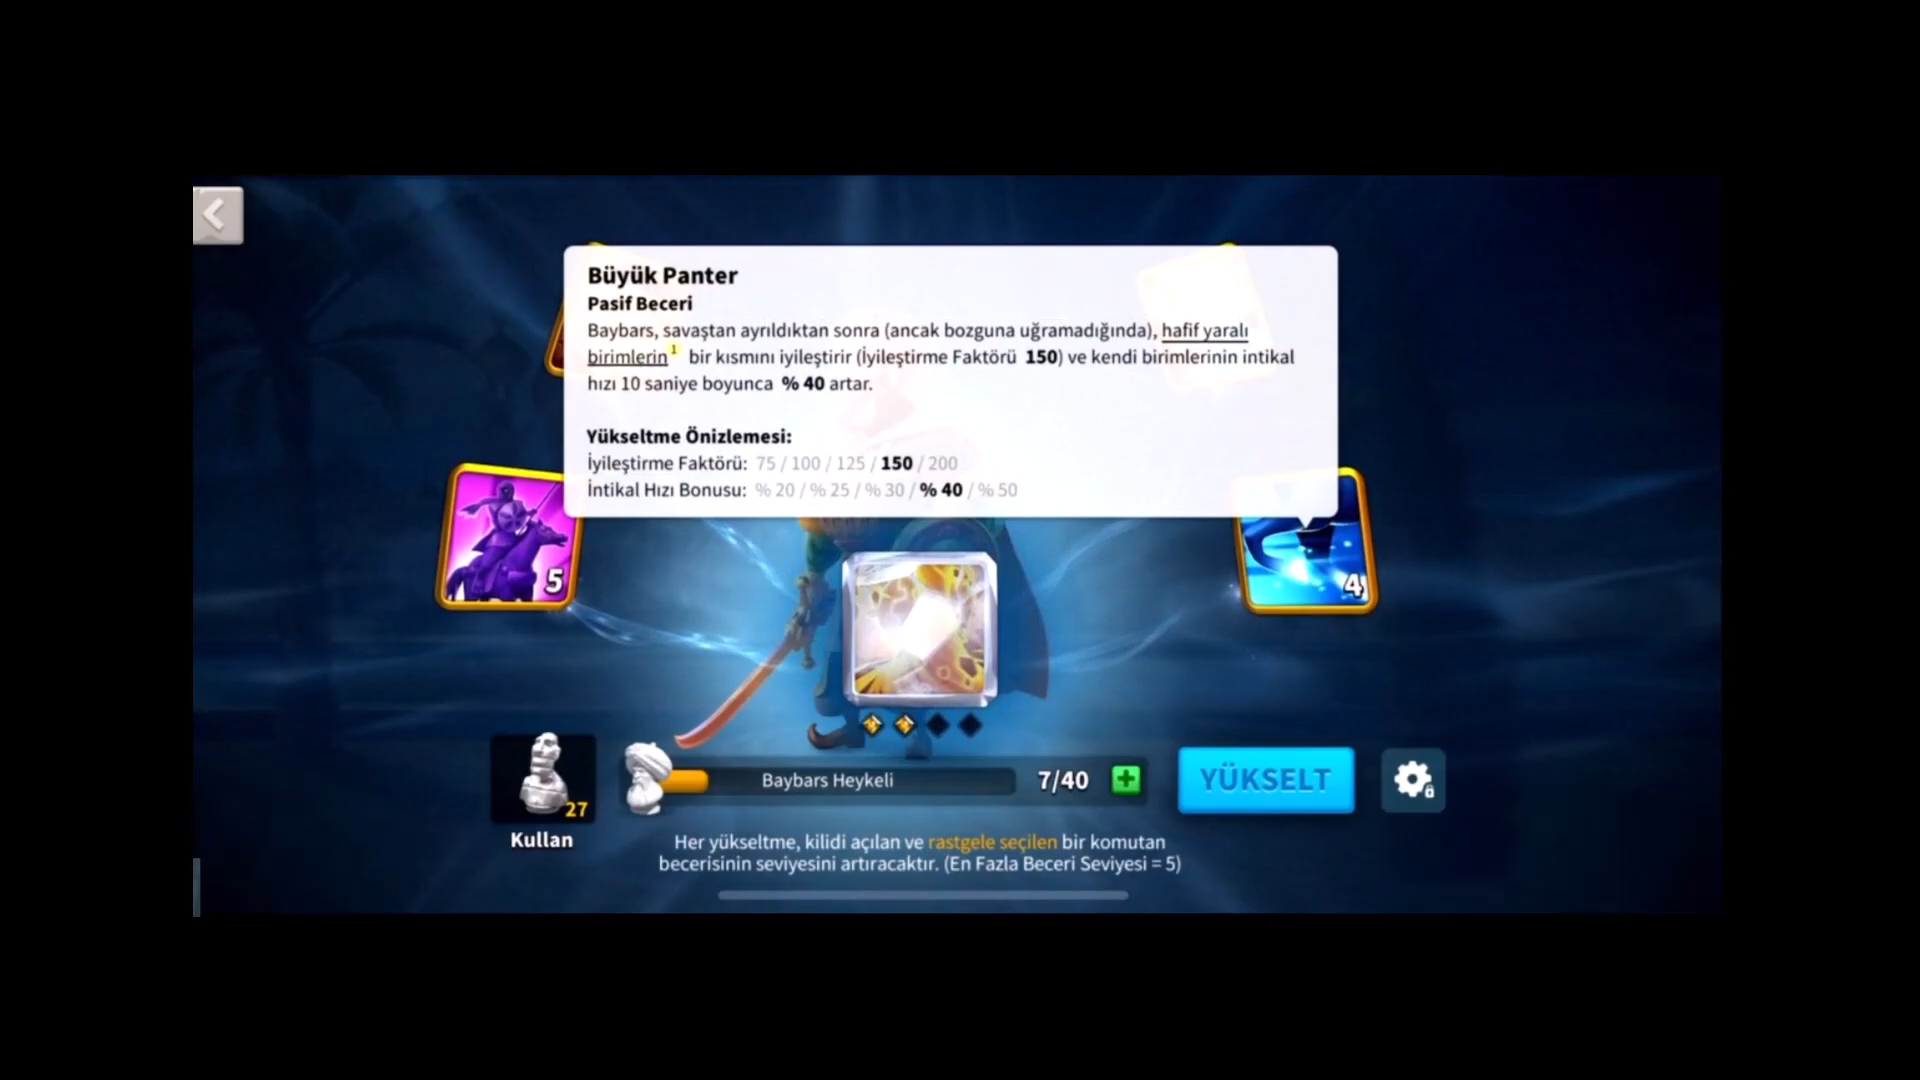 Büyük Panter
Pasif Beceri
Baybars, savaştan ayrıldıktan sonra (ancak bozguna uğramadığında), hafif yaralı
birimlerin¹ bir kısmını iyileştirir (İyileştirme Faktörü 150) ve kendi birimlerinin intikal
hızı 10 saniye boyunca % 40 artar.
Yükseltme Önizlemesi:
İyileştirme Faktörü: 75 / 100 / 125 / 150 / 200
İntikal Hızı Bonusu: % 20 / % 25 / % 30 / % 40 / % 50
5
4
27
Kullan
Baybars Heykeli
7/40
YÜKSELT
Her yükseltme, kilidi açılan ve rastgele seçilen bir komutan
becerisinin seviyesini artıracaktır. (En Fazla Beceri Seviyesi = 5)